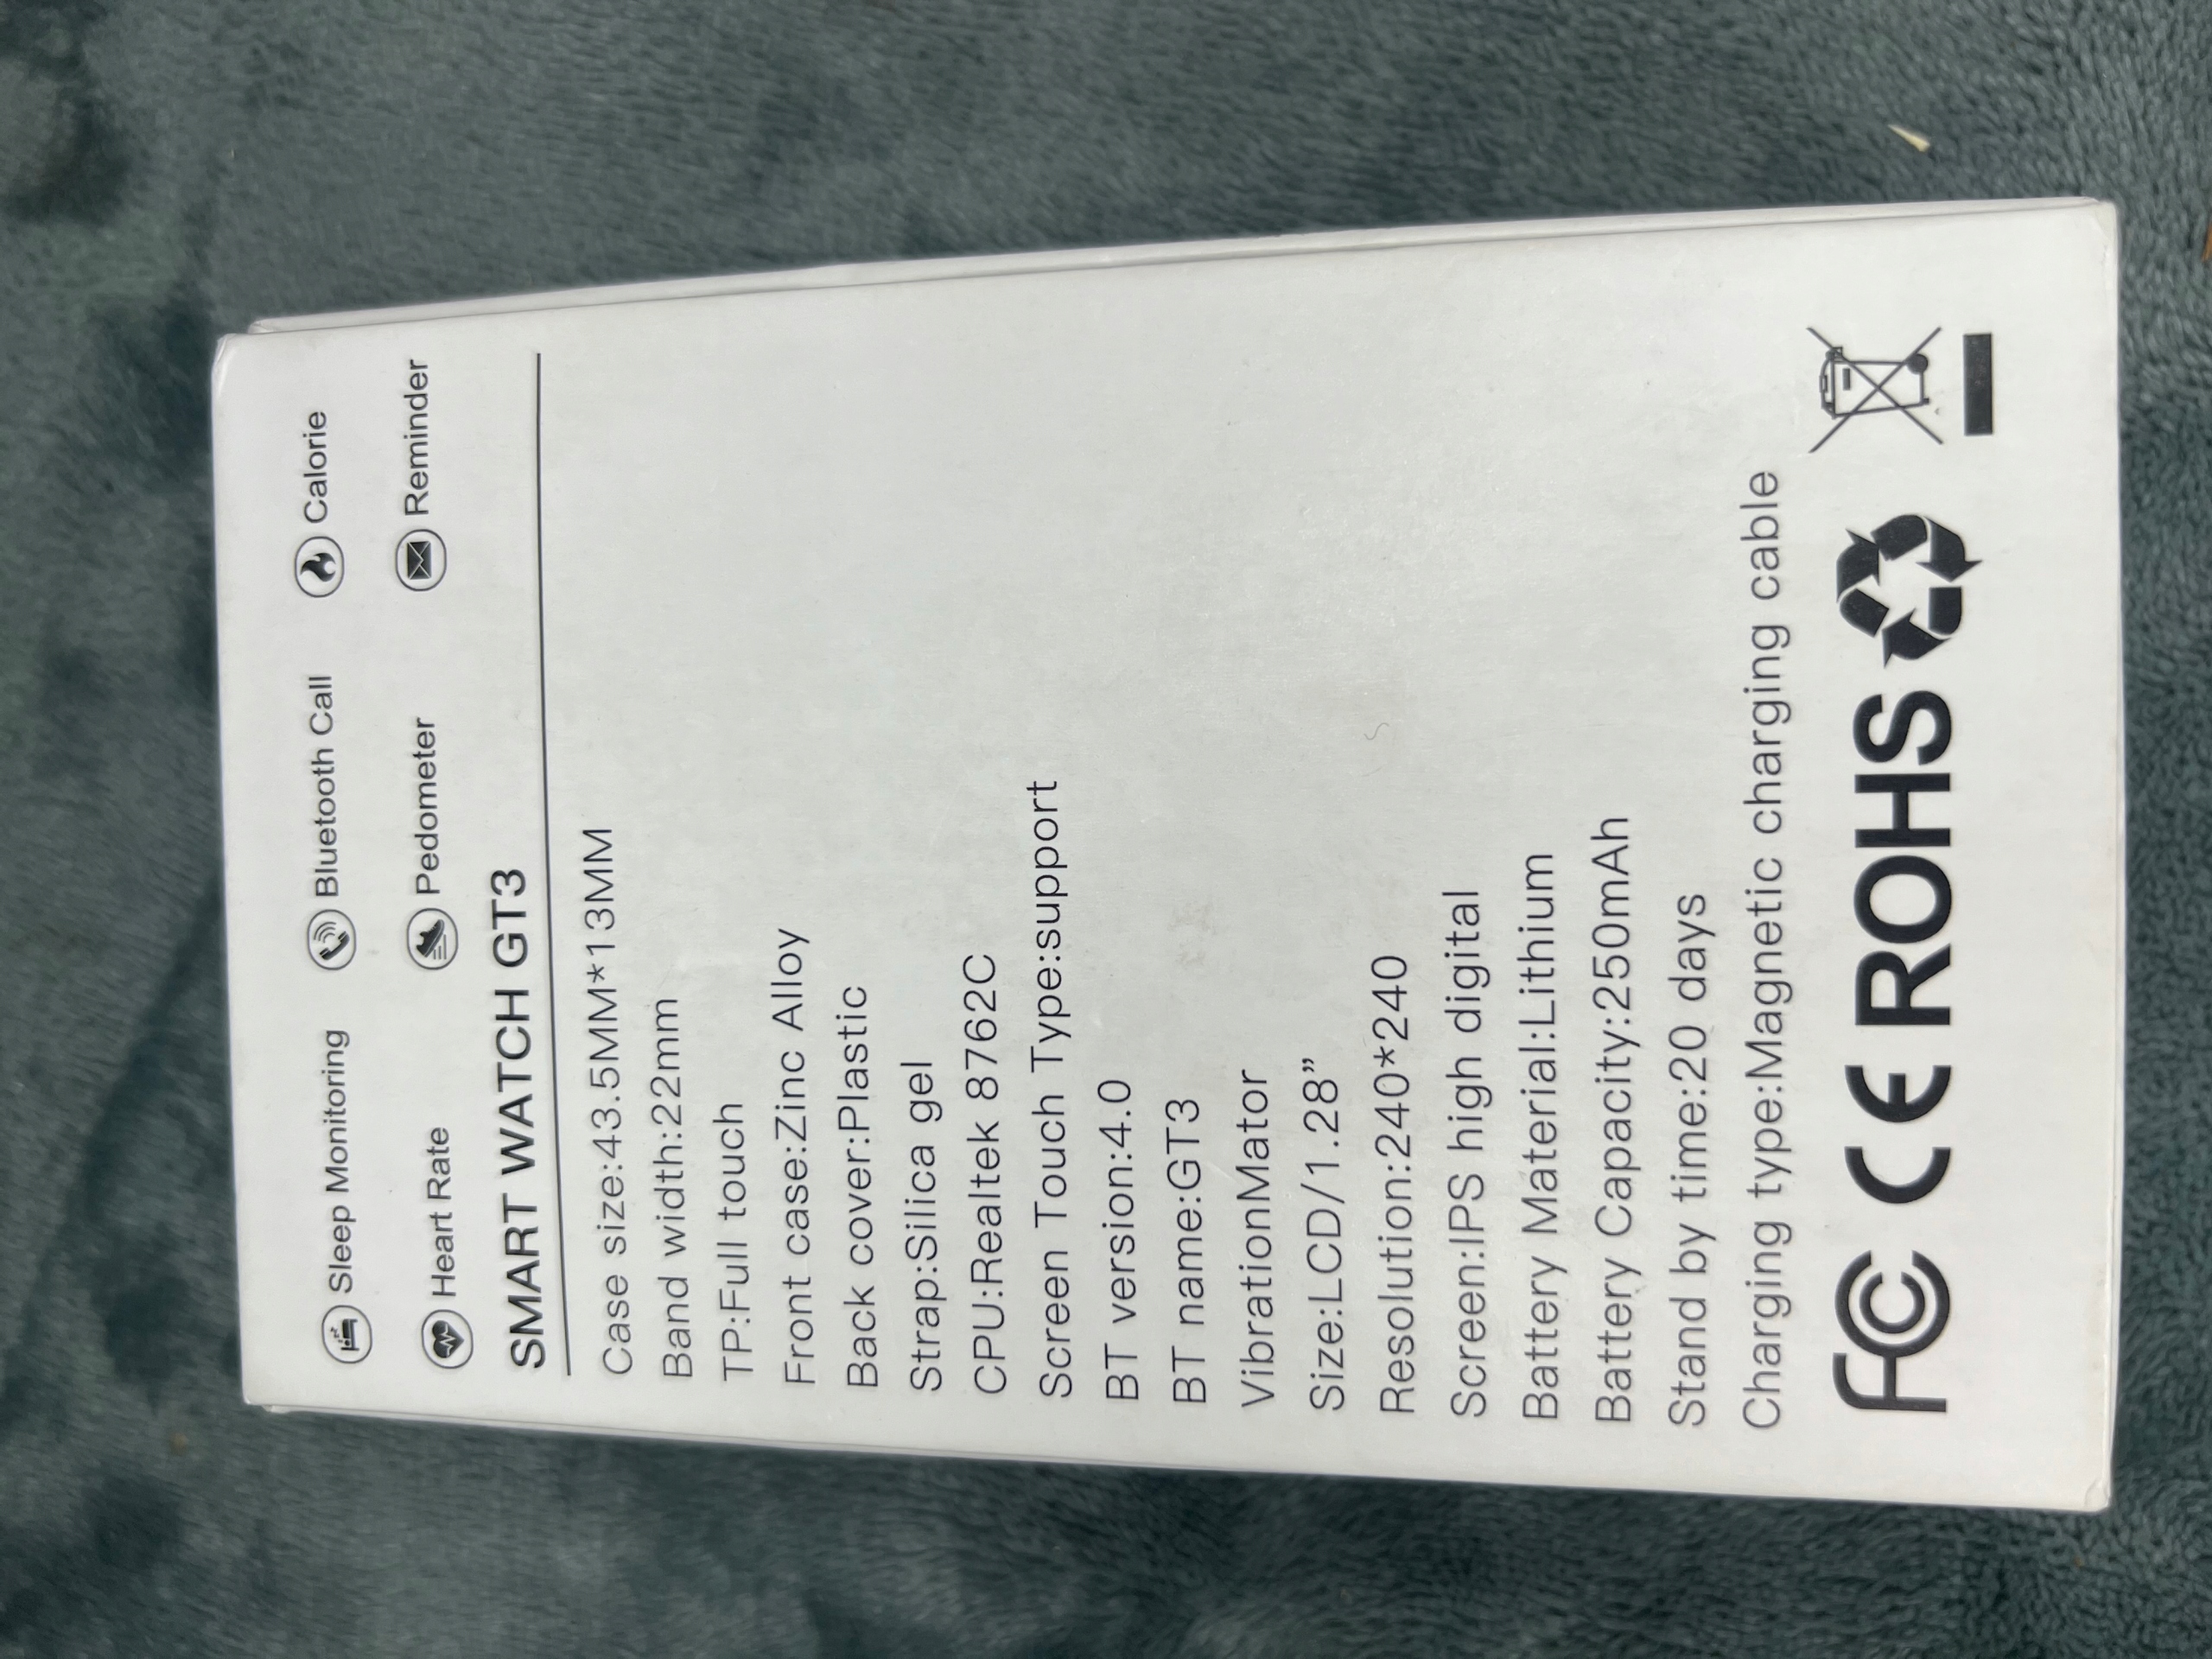 Sleep Monitoring Bluetooth Call Calorie
Heart Rate Pedometer Reminder
SMART WATCH GT3
Case size:43.5MM*13MM
Band width:22mm
TP:Full touch
Front case:Zinc Alloy
Back cover:Plastic
Strap:Silica gel
CPU:Realtek 8762C
Screen Touch Type:support
BT version:4.0
BT name:GT3
VibrationMator
Size:LCD/1.28”
Resolution:240*240
Screen:IPS high digital
Battery Material:Lithium
Battery Capacity:250mAh
Stand by time:20 days
Charging type:Magnetic charging cable
FC CE ROHS